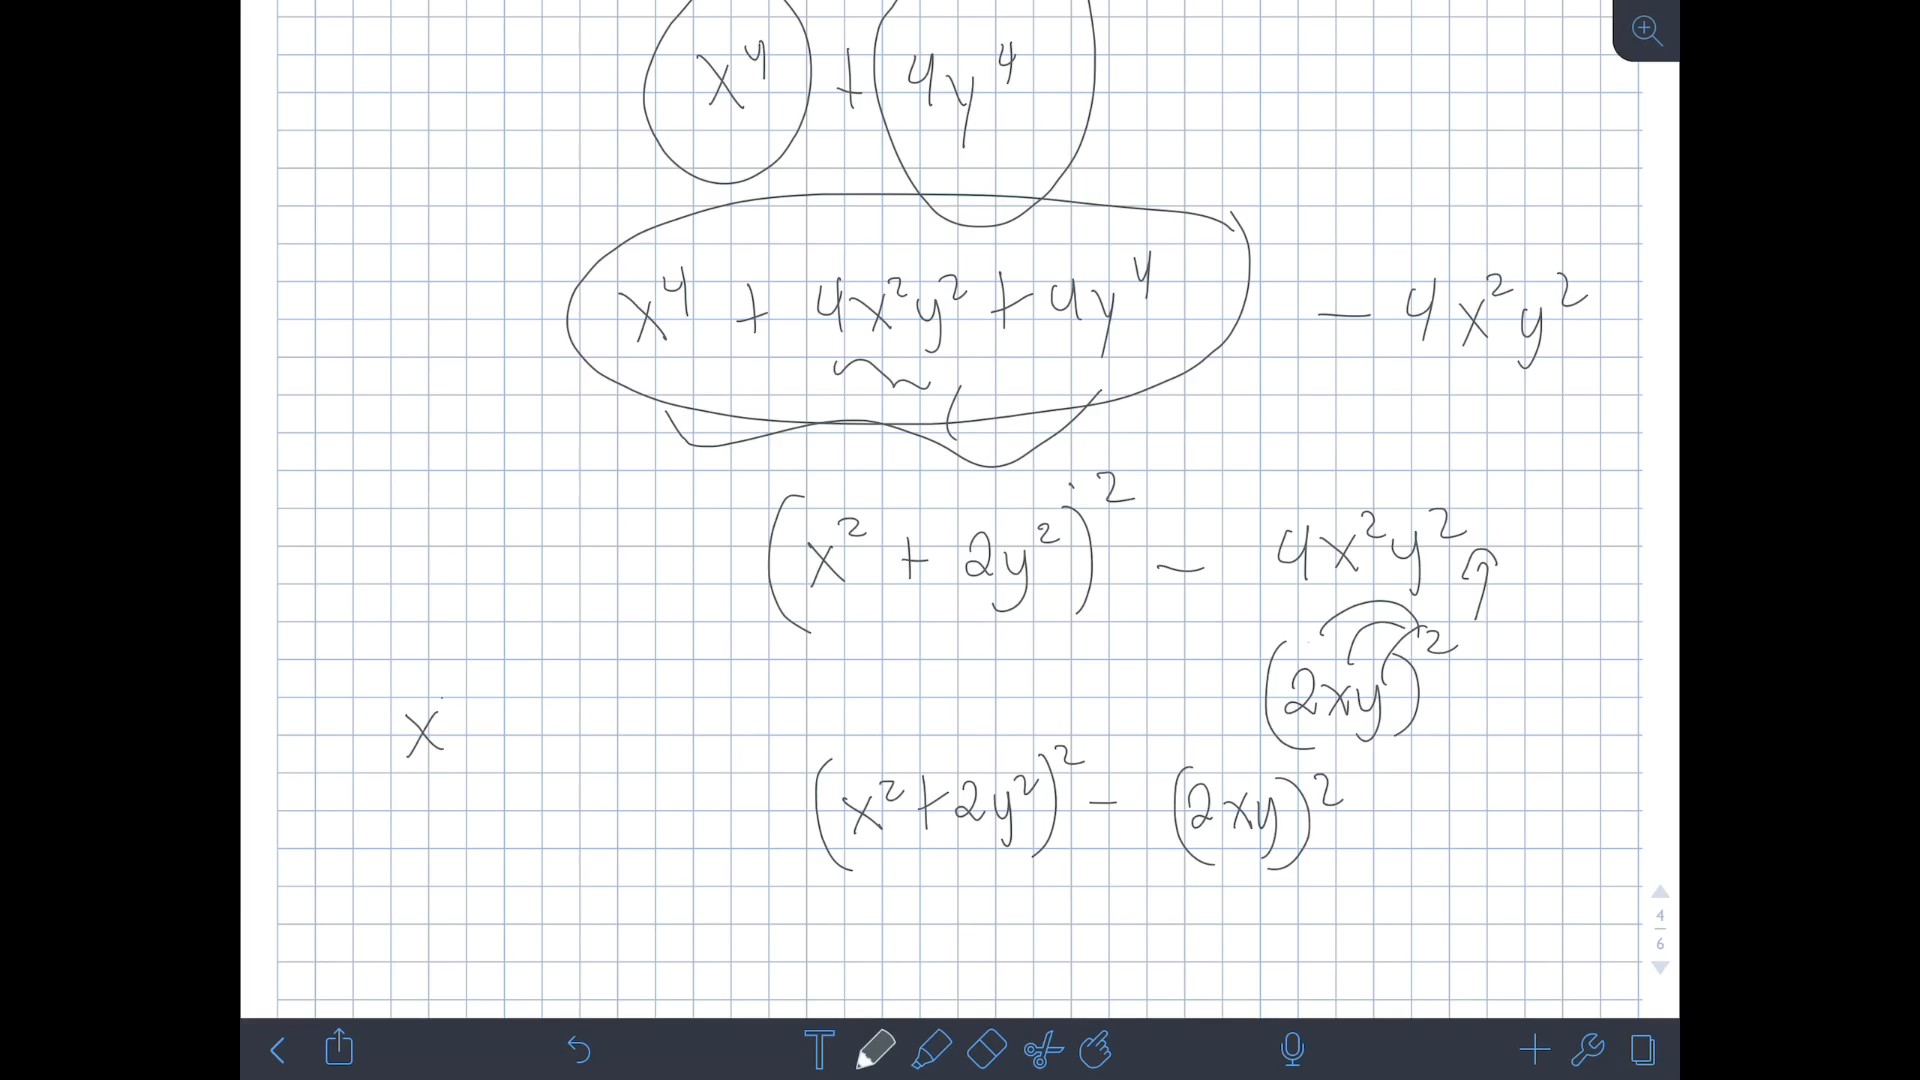 x⁴ + 4y⁴
x⁴ + 4x²y² + 4y⁴ − 4x²y²
(x² + 2y²)² − 4x²y²
(2xy)²
x
(x² + 2y²)² − (2xy)²
4
6
T